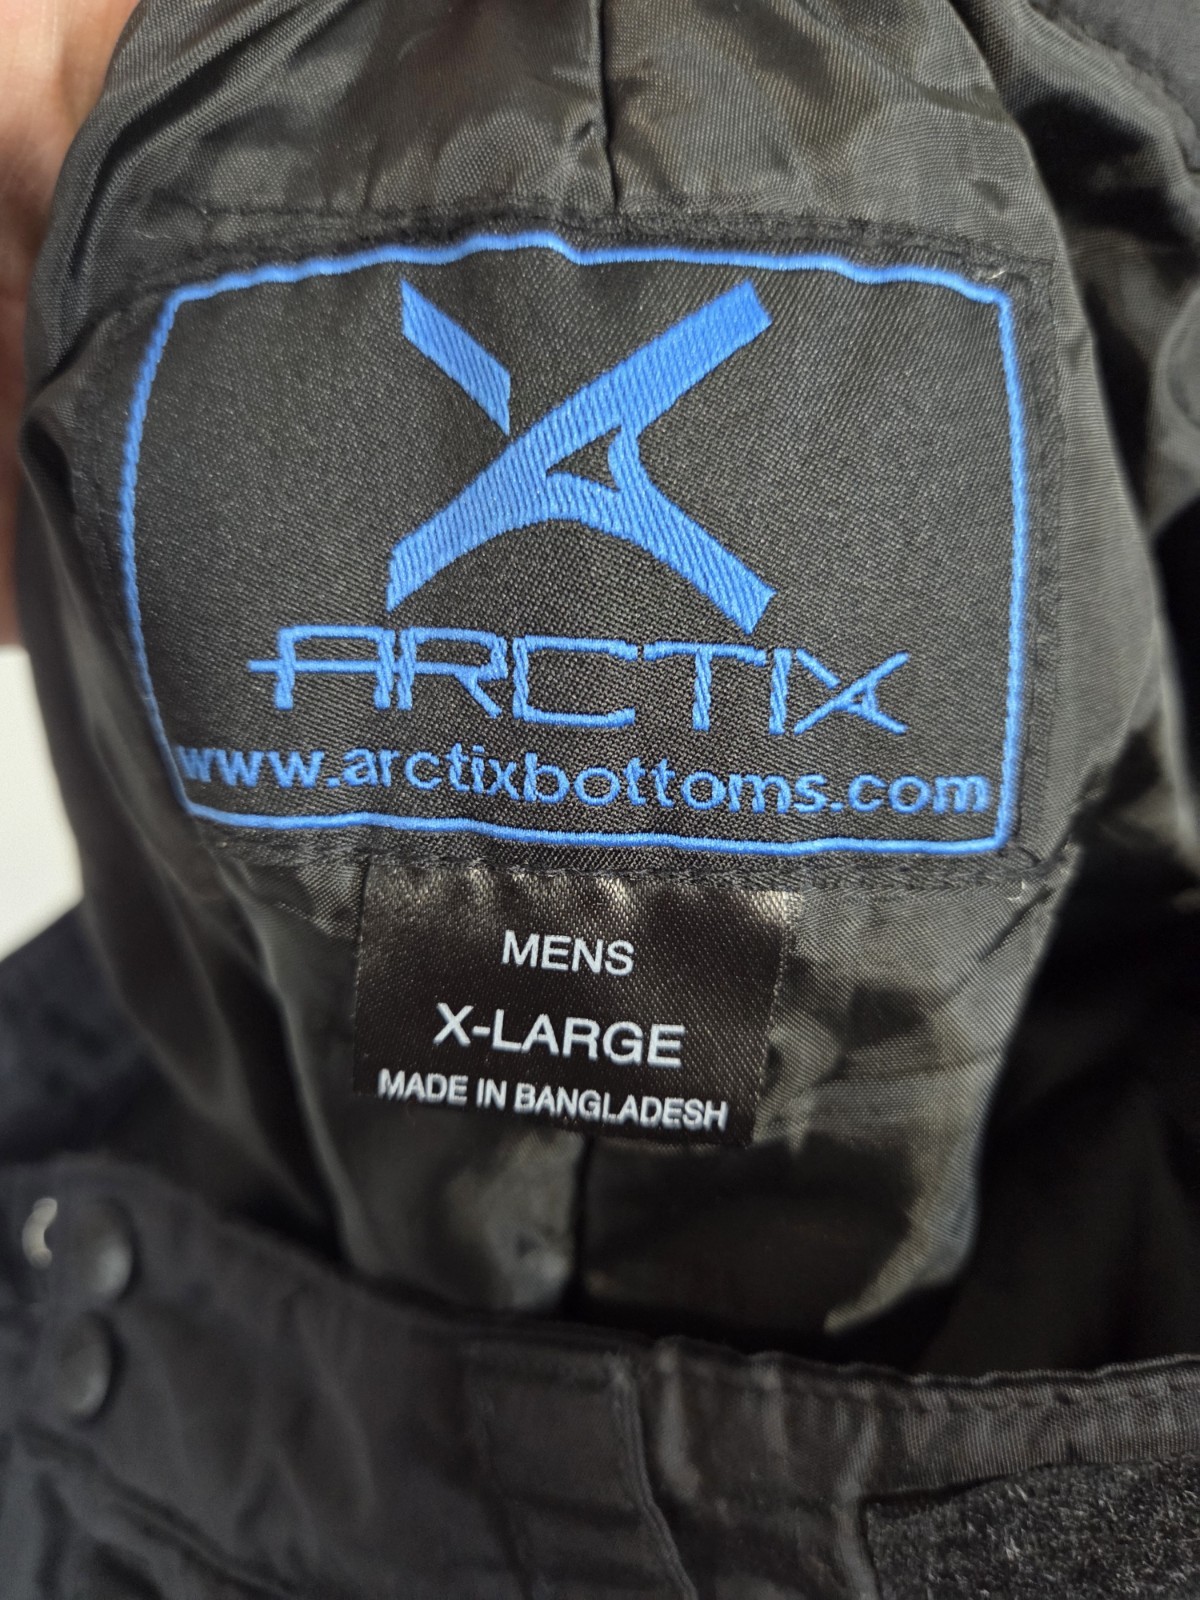 ARCTIX
www.arctixbottoms.com
MENS
X-LARGE
MADE IN BANGLADESH